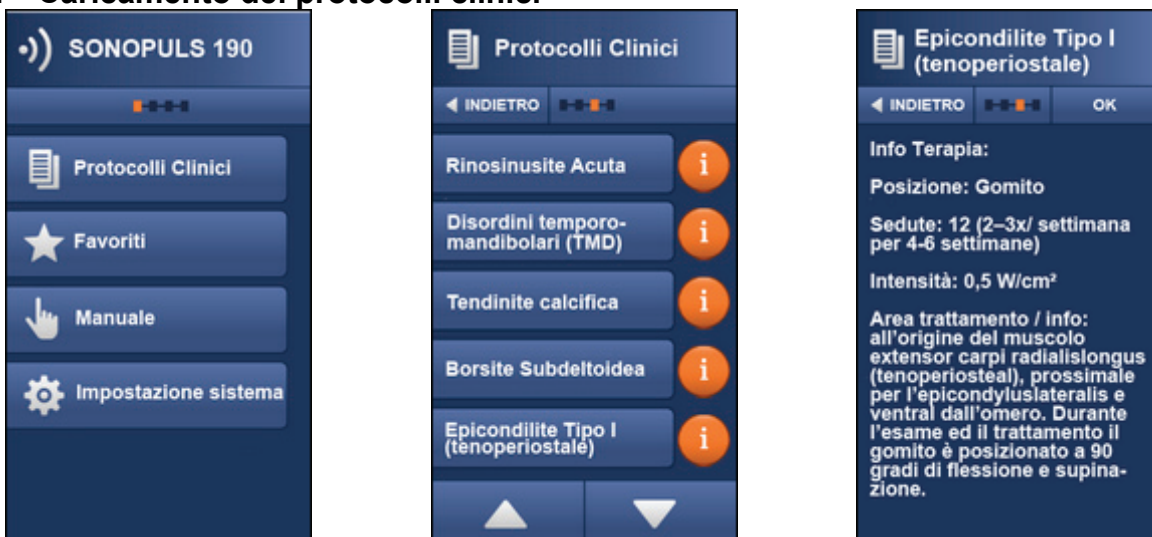 Caricamento dei protocolli clinici
SONOPULS 190
Protocolli Clinici
Favoriti
Manuale
Impostazione sistema
Protocolli Clinici
INDIETRO
Rinosinusite Acuta
i
Disordini temporo-
mandibolari (TMD)
i
Tendinite calcifica
i
Borsite Subdeltoidea
i
Epicondilite Tipo I
(tenoperiostale)
i
Epicondilite Tipo I
(tenoperiostale)
INDIETRO
OK
Info Terapia:
Posizione: Gomito
Sedute: 12 (2–3x/ settimana
per 4-6 settimane)
Intensità: 0,5 W/cm²
Area trattamento / info:
all'origine del muscolo
extensor carpi radialislongus
(tenoperiosteal), prossimale
per l'epicondyluslateralis e
ventral dall'omero. Durante
l'esame ed il trattamento il
gomito è posizionato a 90
gradi di flessione e supina-
zione.